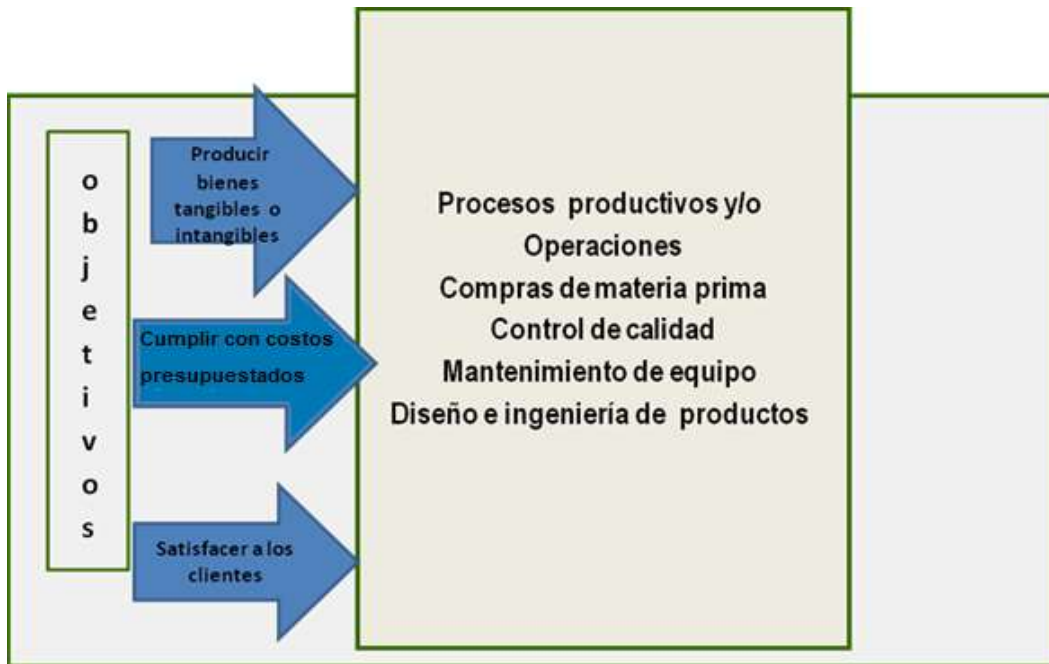 objetivos
Producir
bienes
tangibles o
intangibles
Cumplir con costos
presupuestados
Satisfacer a los
clientes
Procesos productivos y/o
Operaciones
Compras de materia prima
Control de calidad
Mantenimiento de equipo
Diseño e ingeniería de productos